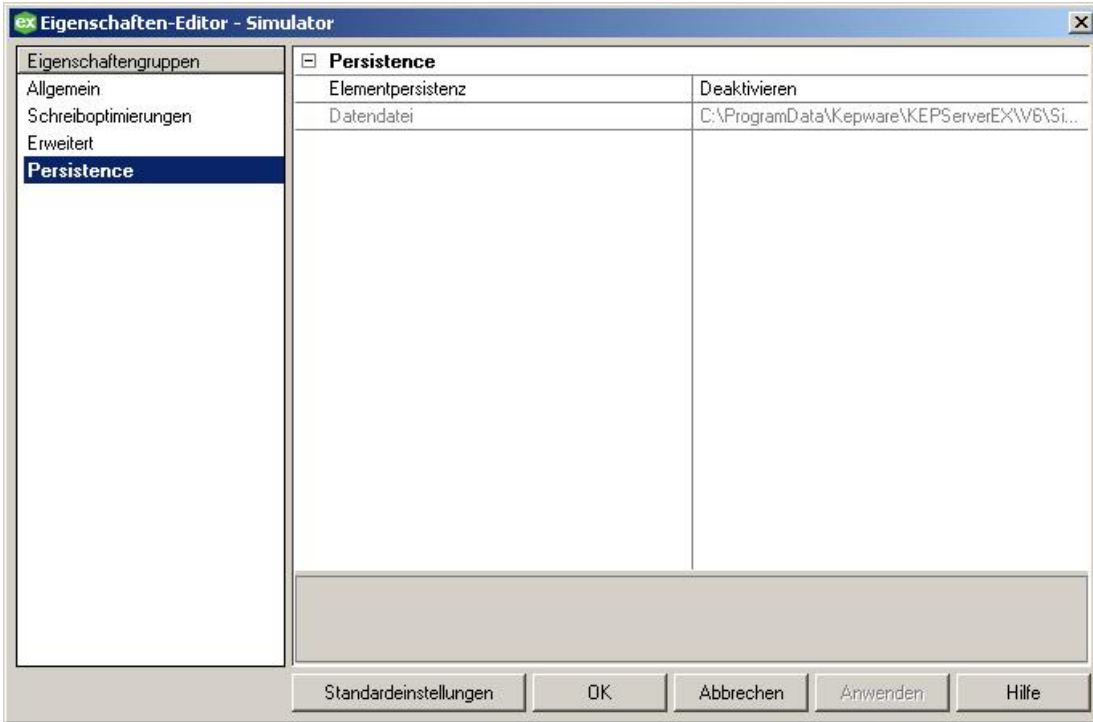 ex Eigenschaften-Editor - Simulator
Eigenschaftengruppen
Allgemein
Schreiboptimierungen
Erweitert
Persistence
Persistence
Elementpersistenz Deaktivieren
Datendatei C:\ProgramData\Kepware\KEPServerEX\V6\Si...
Standardeinstellungen OK Abbrechen Anwenden Hilfe